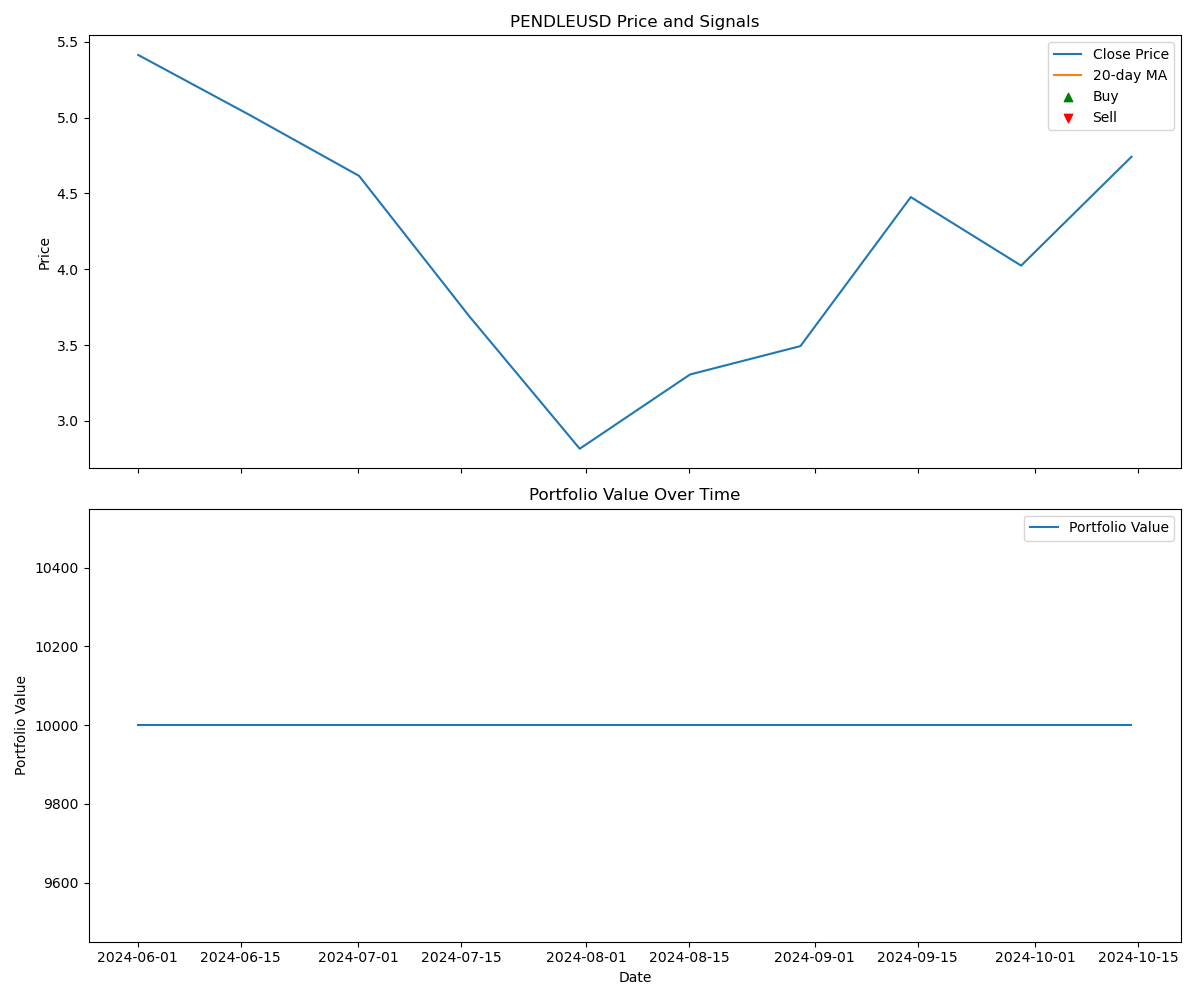 PENDLEUSD Price and Signals
5.5
5.0
4.5
4.0
3.5
3.0
Price
Close Price
20-day MA
Buy
Sell
Portfolio Value Over Time
10400
10200
10000
9800
9600
Portfolio Value
Portfolio Value
2024-06-01 2024-06-15 2024-07-01 2024-07-15 2024-08-01 2024-08-15 2024-09-01 2024-09-15 2024-10-01 2024-10-15
Date